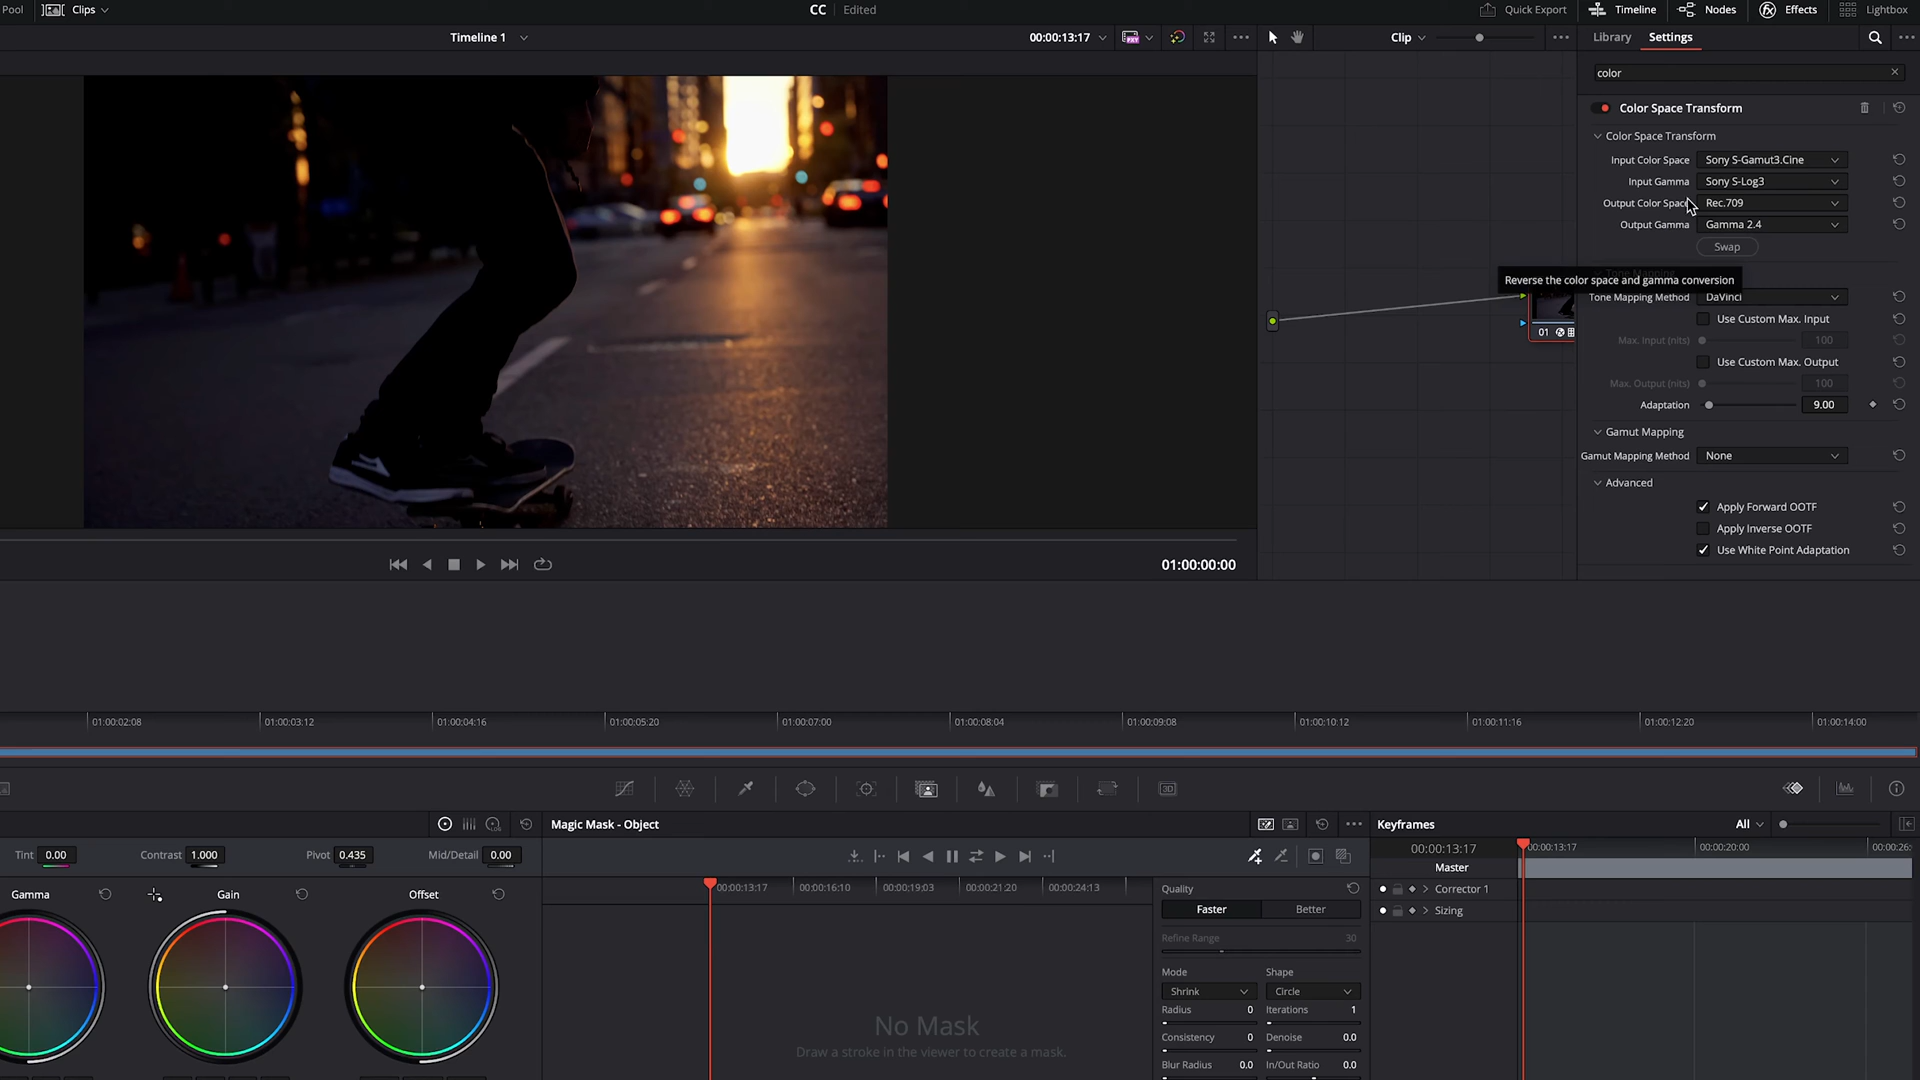 Pool
Clips
CC
Edited
Quick Export
Timeline
Nodes
Effects
Lightbox
Timeline 1
00:00:13:17
Clip
Library
Settings
color
Color Space Transform
Color Space Transform
Input Color Space
Sony S-Gamut3.Cine
Input Gamma
Sony S-Log3
Output Color Space
Rec.709
Output Gamma
Gamma 2.4
Swap
Tone Mapping
Reverse the color space and gamma conversion
Tone Mapping Method
DaVinci
Use Custom Max. Input
01
Max. Input (nits)
100
Use Custom Max. Output
Max. Output (nits)
100
Adaptation
9.00
Gamut Mapping
Gamut Mapping Method
None
Advanced
Apply Forward OOTF
Apply Inverse OOTF
Use White Point Adaptation
01:00:00:00
01:00:02:08
01:00:03:12
01:00:04:16
01:00:05:20
01:00:07:00
01:00:08:04
01:00:09:08
01:00:10:12
01:00:11:16
01:00:12:20
01:00:14:00
3D
LOG
Magic Mask - Object
Keyframes
All
Tint
0.00
Contrast
1.000
Pivot
0.435
Mid/Detail
0.00
00:00:13:17
00:00:13:17
00:00:20:00
00:00:26:
Master
Gamma
Gain
Offset
00:00:13:17
00:00:16:10
00:00:19:03
00:00:21:20
00:00:24:13
Quality
Faster
Better
Corrector 1
Sizing
Refine Range
30
Mode
Shape
Shrink
Circle
Radius
0
Iterations
1
No Mask
Draw a stroke in the viewer to create a mask.
Consistency
0
Denoise
0.0
Blur Radius
0.0
In/Out Ratio
0.0